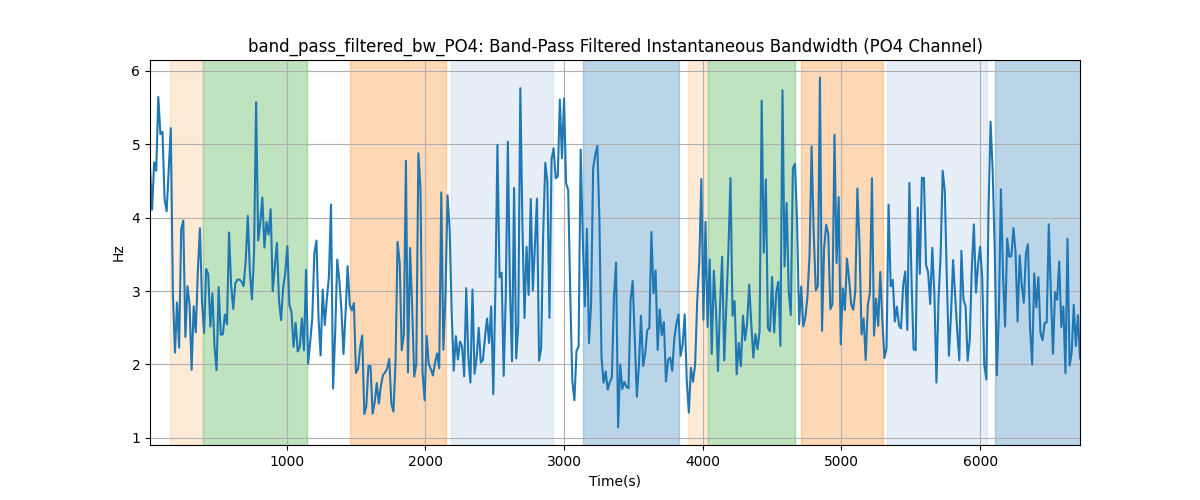 band_pass_filtered_bw_PO4: Band-Pass Filtered Instantaneous Bandwidth (PO4 Channel)
6
5
4
3
2
1
Hz
1000 2000 3000 4000 5000 6000
Time(s)